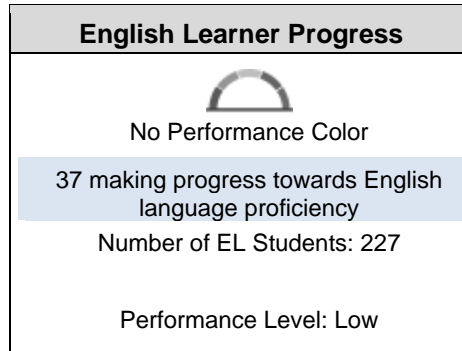 English Learner Progress
No Performance Color
37 making progress towards English
language proficiency
Number of EL Students: 227
Performance Level: Low